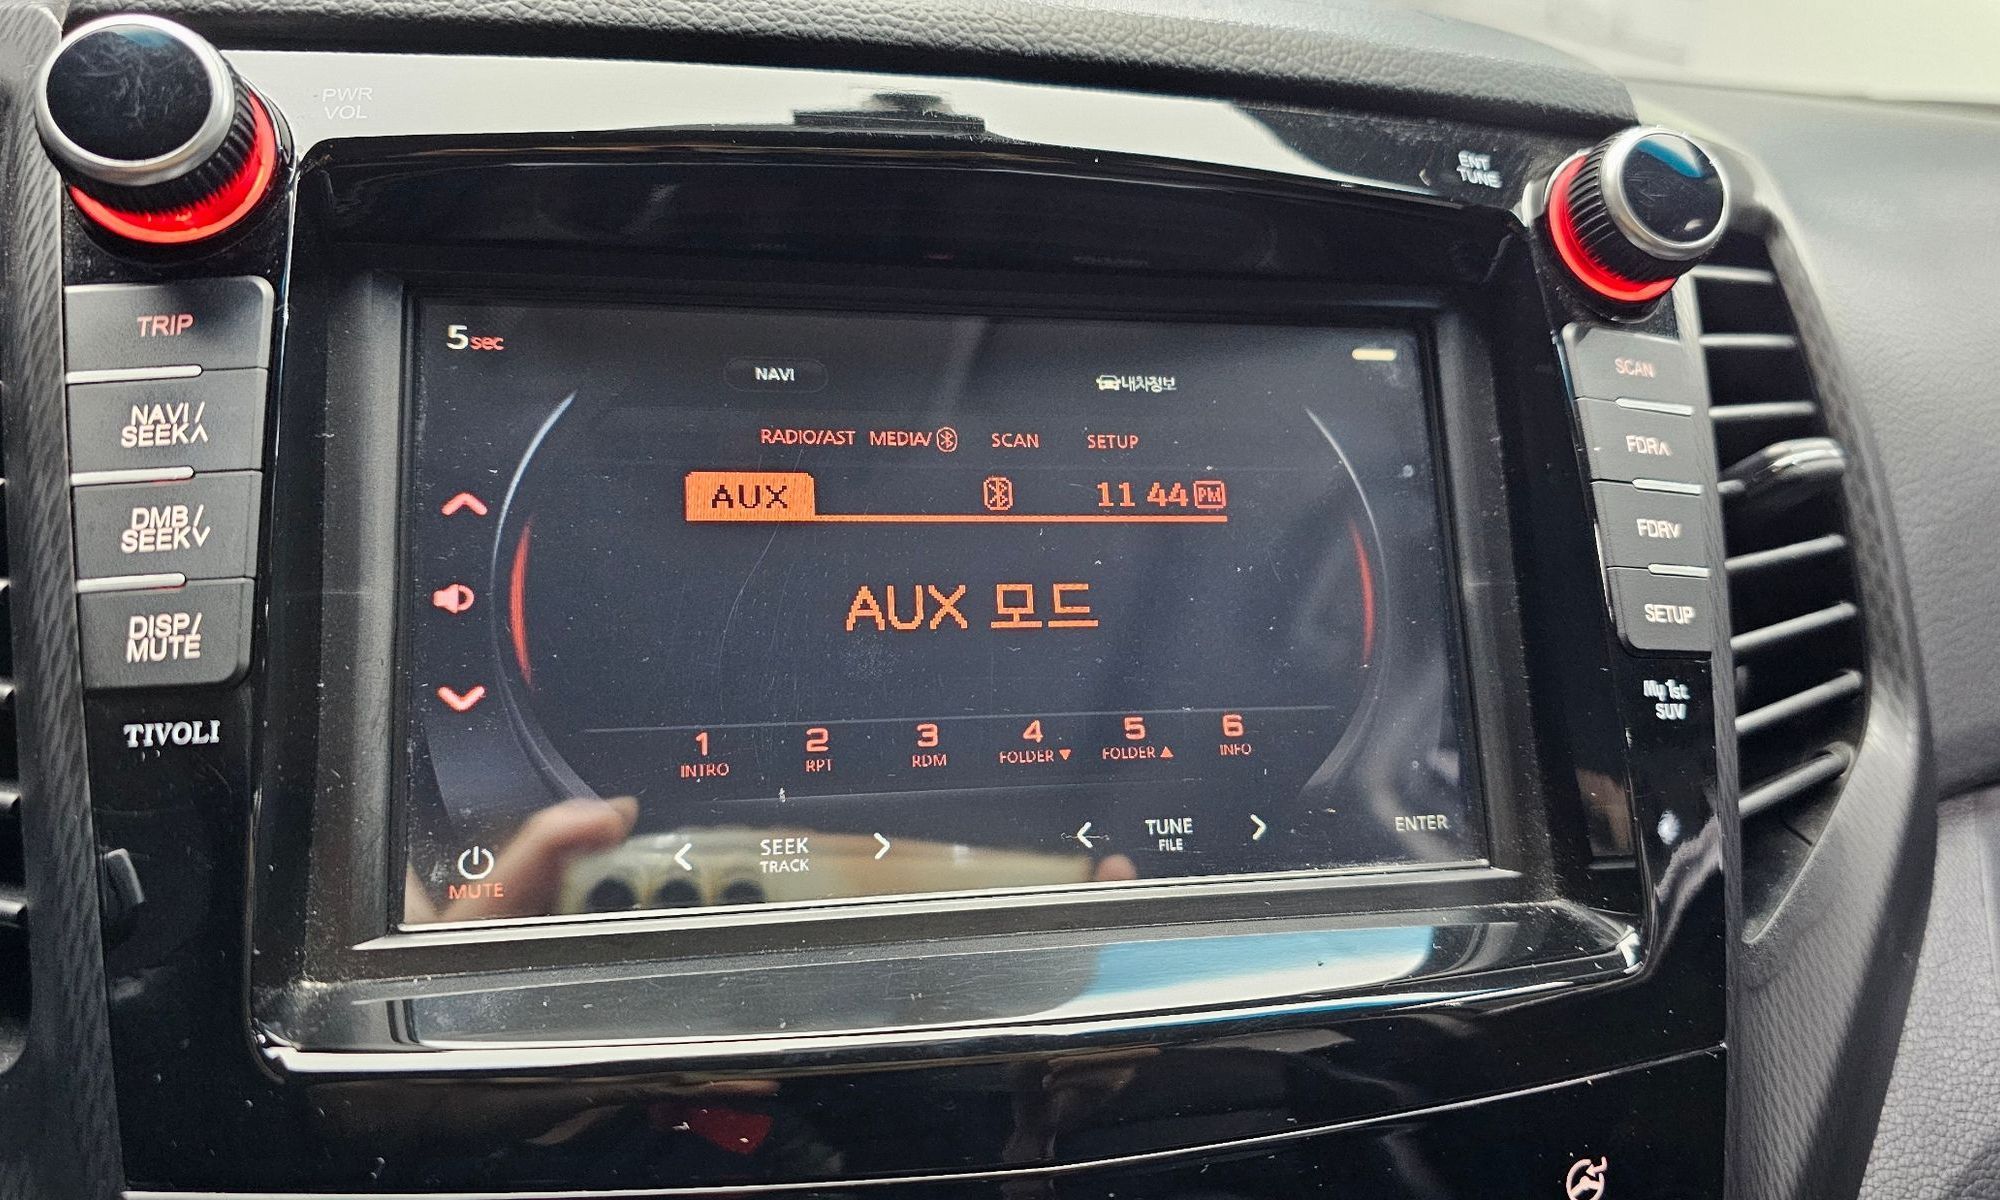 PWR
VOL
ENT
TUNE
TRIP
NAVI /
SEEK∧
DMB /
SEEK∨
DISP/
MUTE
TIVOLI
5 sec
NAVI
내차정보
RADIO/AST MEDIA/ SCAN SETUP
AUX 11 44 PM
AUX 모드
1 2 3 4 5 6
INTRO RPT RDM FOLDER ▼ FOLDER ▲ INFO
< SEEK > < TUNE > ENTER
TRACK FILE
MUTE
SCAN
FDR∧
FDR∨
SETUP
My 1st
SUV